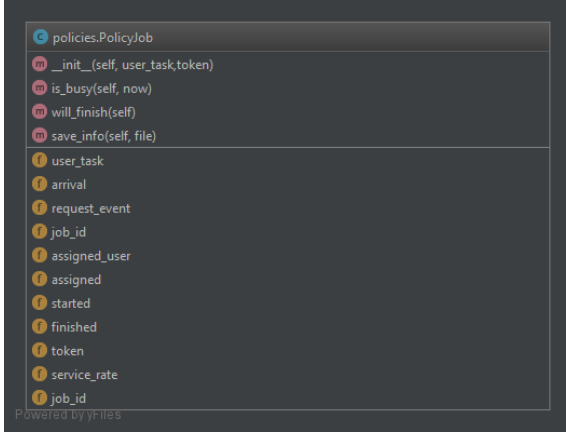 C policies.PolicyJob
m __init__(self, user_task,token)
m is_busy(self, now)
m will_finish(self)
m save_info(self, file)
f user_task
f arrival
f request_event
f job_id
f assigned_user
f assigned
f started
f finished
f token
f service_rate
f job_id
Powered by yFiles